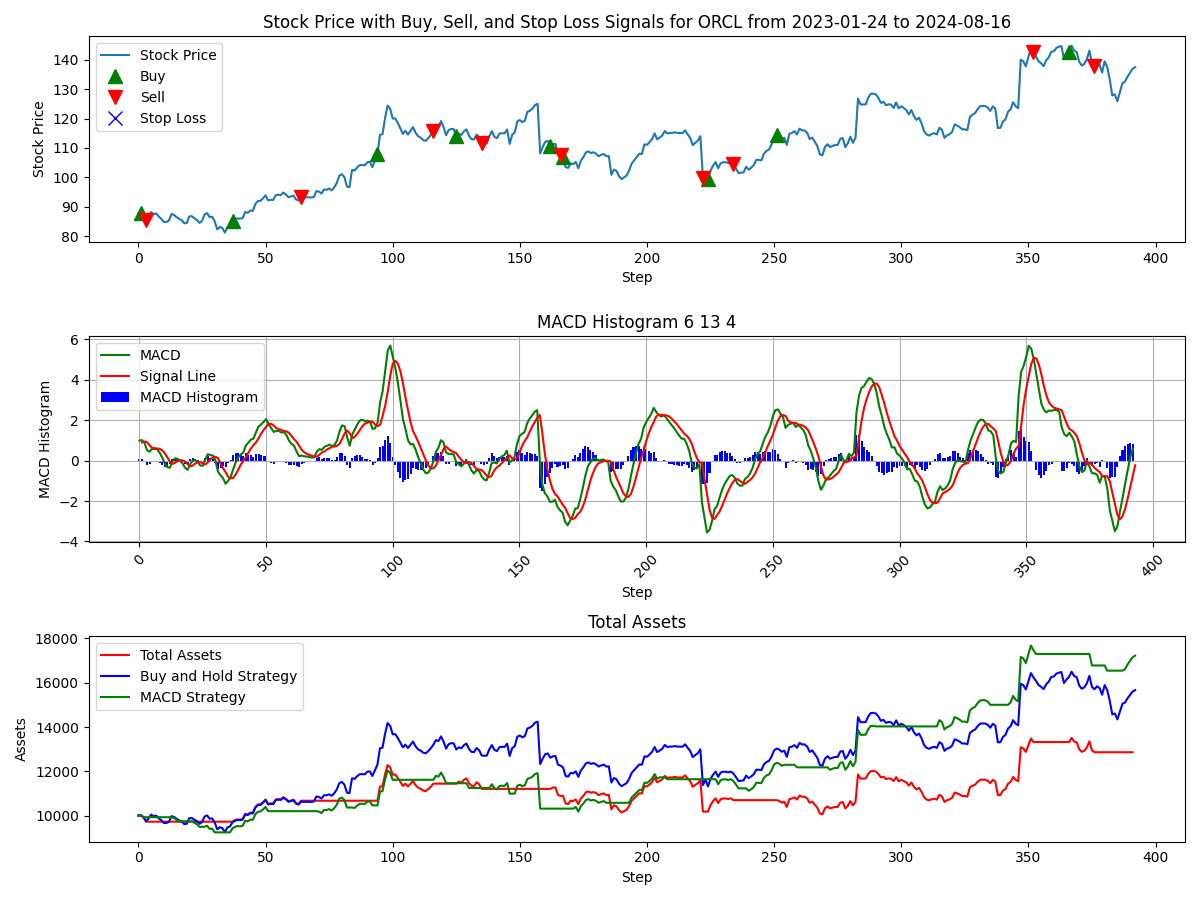 Stock Price with Buy, Sell, and Stop Loss Signals for ORCL from 2023-01-24 to 2024-08-16
Stock Price
Stock Price
Buy
Sell
Stop Loss
140
130
120
110
100
90
80
0 50 100 150 200 250 300 350 400
Step
MACD Histogram 6 13 4
MACD Histogram
MACD
Signal Line
MACD Histogram
6
4
2
0
−2
−4
0 50 100 150 200 250 300 350 400
Step
Total Assets
Assets
Total Assets
Buy and Hold Strategy
MACD Strategy
18000
16000
14000
12000
10000
0 50 100 150 200 250 300 350 400
Step